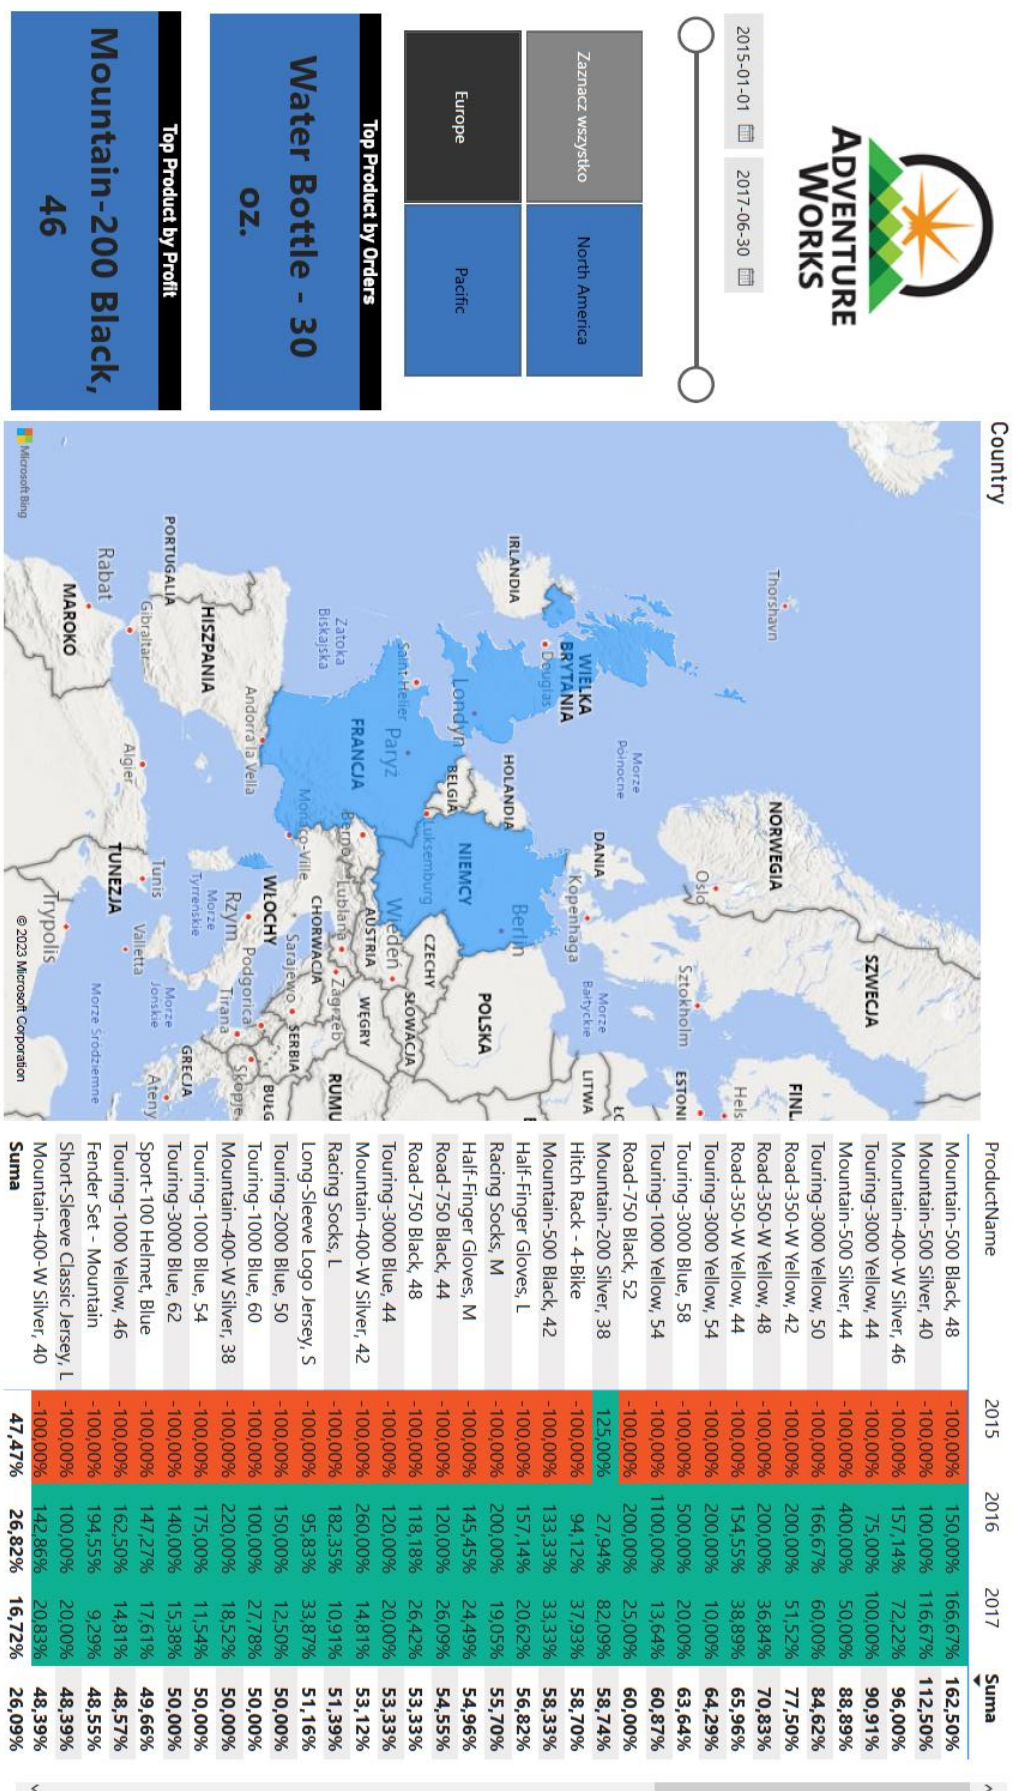 ADVENTURE
WORKS
2015-01-01 2017-06-30
Zaznacz wszystko North America
Europe Pacific
Top Product by Orders
Water Bottle - 30
oz.
Top Product by Profit
Mountain-200 Black,
46
Country
Thorshavn
NORWEGIA
SZWECJA
FINL
Oslo
Sztokholm
Hels
ESTONI
Morze
Północne
WIELKA
BRYTANIA
Douglas
DANIA
Kopenhaga
Morze
Bałtyckie
LITWA
ŁO
IRLANDIA
HOLANDIA
Berlin
Londyn
BELGIA
NIEMCY
POLSKA
Saint Helier
Luksemburg
CZECHY
SŁOWACJA
Paryż
Wiedeń
FRANCJA
Berno
AUSTRIA
WĘGRY
Zatoka
Biskajska
Lublana
Zagrzeb
RUMU
Monaco-Ville
CHORWACJA
Sarajewo
SERBIA
Andorra la Vella
WŁOCHY
Podgorica
BUŁG
HISZPANIA
Rzym
Tirana
Skopje
PORTUGALIA
Morze
Tyrreńskie
GRECJA
Gibraltar
Algier
Tunis
Morze
Jońskie
Ateny
Rabat
TUNEZJA
Valletta
MAROKO
Trypolis
Morze Śródziemne
Microsoft Bing
© 2023 Microsoft Corporation
ProductName 2015 2016 2017 Suma
Mountain-500 Black, 48 -100,00% 150,00% 166,67% 162,50%
Mountain-500 Silver, 40 -100,00% 100,00% 116,67% 112,50%
Mountain-400-W Silver, 46 -100,00% 157,14% 72,22% 96,00%
Touring-3000 Yellow, 44 -100,00% 75,00% 100,00% 90,91%
Mountain-500 Silver, 44 -100,00% 400,00% 50,00% 88,89%
Touring-3000 Yellow, 50 -100,00% 166,67% 60,00% 84,62%
Road-350-W Yellow, 42 -100,00% 200,00% 51,52% 77,50%
Road-350-W Yellow, 48 -100,00% 200,00% 36,84% 70,83%
Road-350-W Yellow, 44 -100,00% 154,55% 38,89% 65,96%
Touring-3000 Yellow, 54 -100,00% 200,00% 10,00% 64,29%
Touring-3000 Blue, 58 -100,00% 500,00% 20,00% 63,64%
Touring-1000 Yellow, 54 -100,00% 1100,00% 13,64% 60,87%
Road-750 Black, 52 -100,00% 200,00% 25,00% 60,00%
Mountain-200 Silver, 38 125,00% 27,94% 82,09% 58,74%
Hitch Rack - 4-Bike -100,00% 94,12% 37,93% 58,70%
Mountain-500 Black, 42 -100,00% 133,33% 33,33% 58,33%
Half-Finger Gloves, L -100,00% 157,14% 20,62% 56,82%
Racing Socks, M -100,00% 200,00% 19,05% 55,70%
Half-Finger Gloves, M -100,00% 145,45% 24,49% 54,96%
Road-750 Black, 44 -100,00% 120,00% 26,09% 54,55%
Road-750 Black, 48 -100,00% 118,18% 26,42% 53,33%
Touring-3000 Blue, 44 -100,00% 120,00% 20,00% 53,33%
Mountain-400-W Silver, 42 -100,00% 260,00% 14,81% 53,12%
Racing Socks, L -100,00% 182,35% 10,91% 51,39%
Long-Sleeve Logo Jersey, S -100,00% 95,83% 33,87% 51,16%
Touring-2000 Blue, 50 -100,00% 150,00% 12,50% 50,00%
Touring-1000 Blue, 60 -100,00% 100,00% 27,78% 50,00%
Mountain-400-W Silver, 38 -100,00% 220,00% 18,52% 50,00%
Touring-1000 Blue, 54 -100,00% 175,00% 11,54% 50,00%
Touring-3000 Blue, 62 -100,00% 140,00% 15,38% 50,00%
Sport-100 Helmet, Blue -100,00% 147,27% 17,61% 49,66%
Touring-1000 Yellow, 46 -100,00% 162,50% 14,81% 48,57%
Fender Set - Mountain -100,00% 194,55% 9,29% 48,55%
Short-Sleeve Classic Jersey, L -100,00% 100,00% 20,00% 48,39%
Mountain-400-W Silver, 40 -100,00% 142,86% 20,83% 48,39%
Suma 47,47% 26,82% 16,72% 26,09%